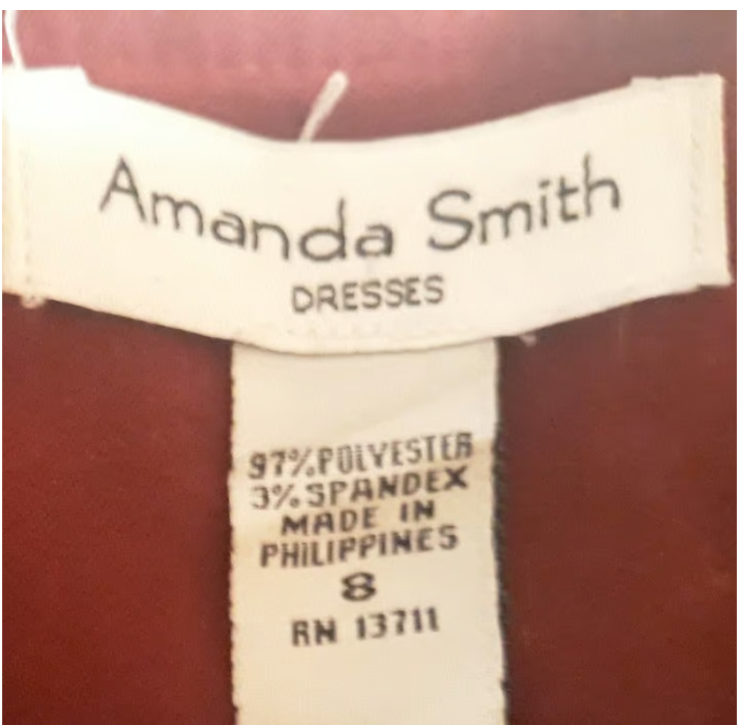 Amanda Smith
DRESSES
97%POLYESTER
3%SPANDEX
MADE IN
PHILIPPINES
8
RN 13711